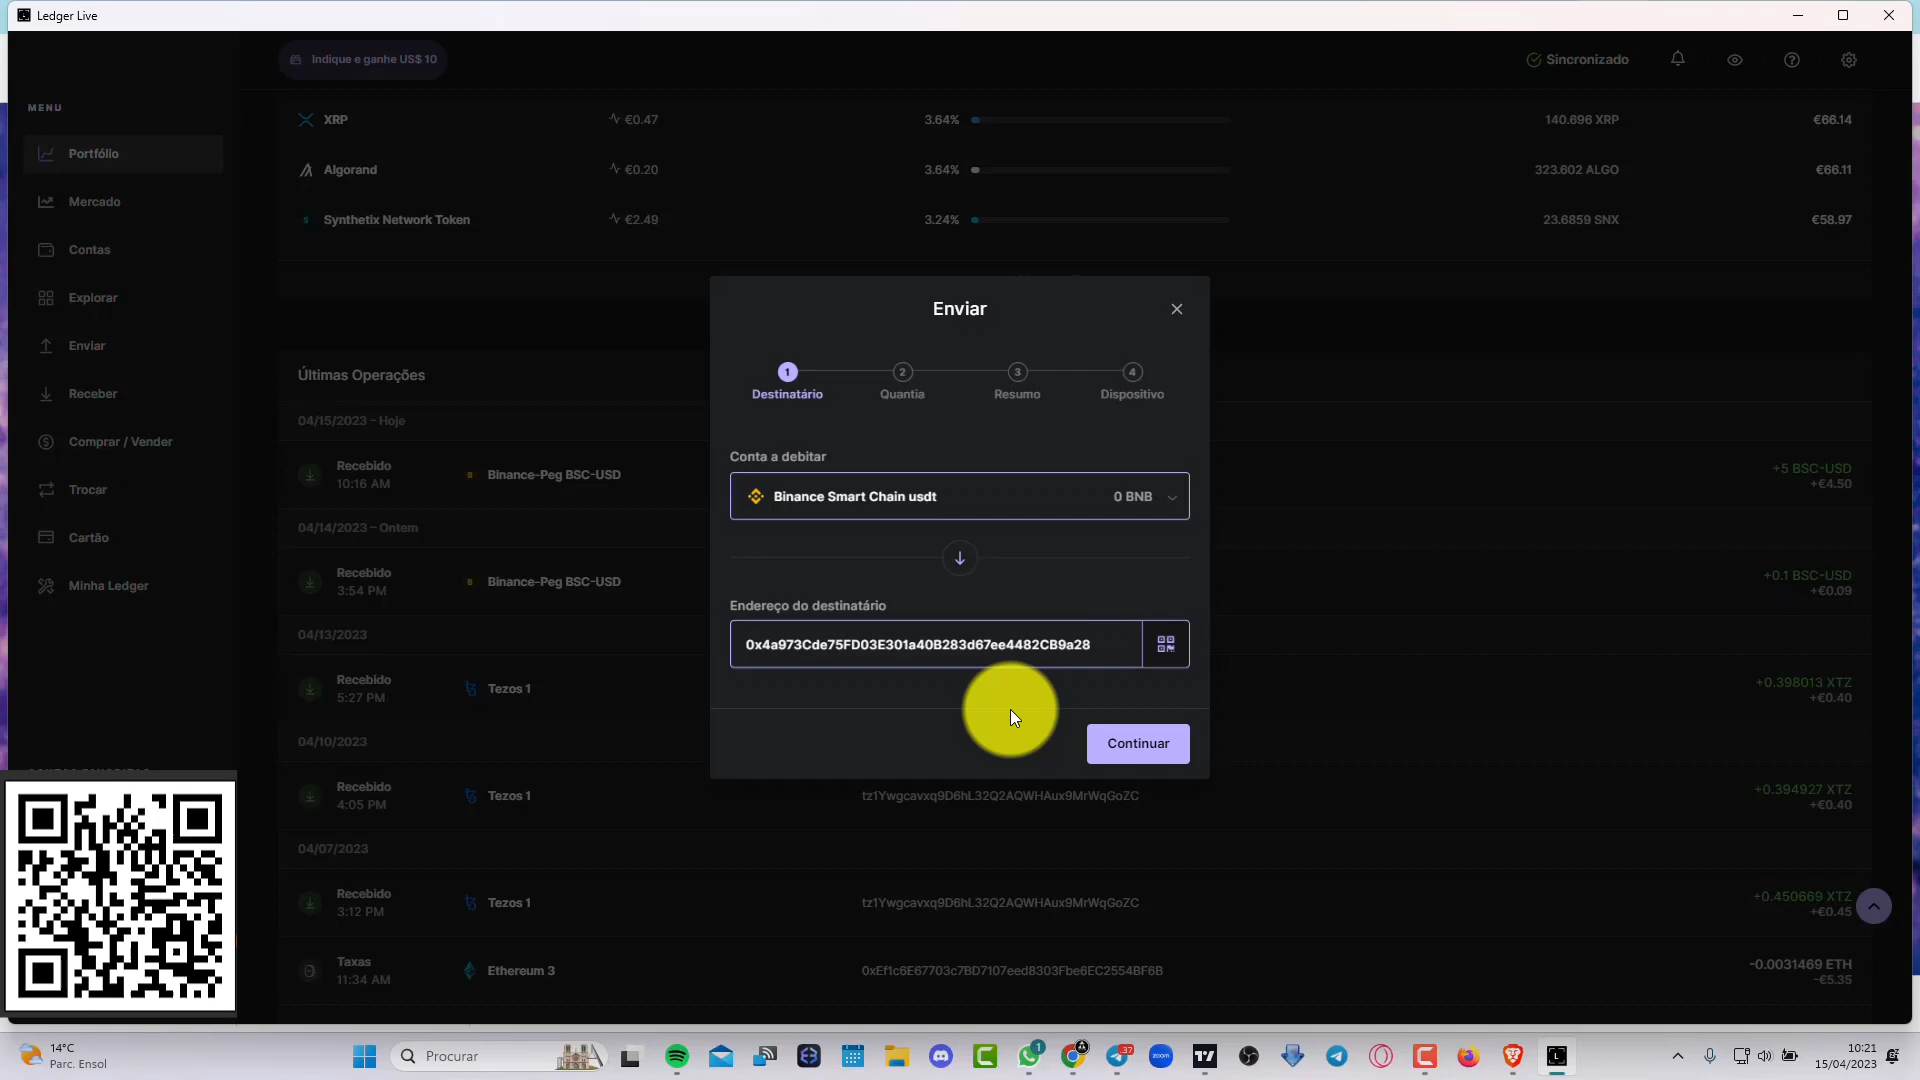 Ledger Live
Indique e ganhe US$ 10
Sincronizado
MENU
Portfólio
Mercado
Contas
Explorar
Enviar
Receber
Comprar / Vender
Trocar
Cartão
Minha Ledger
XRP €0.47 3.64% 140.696 XRP €66.14
Algorand €0.20 3.64% 323.602 ALGO €66.11
Synthetix Network Token €2.49 3.24% 23.6859 SNX €58.97
Últimas Operações
04/15/2023 – Hoje
Recebido
10:16 AM
Binance-Peg BSC-USD
+5 BSC-USD
+€4.50
04/14/2023 – Ontem
Recebido
3:54 PM
Binance-Peg BSC-USD
+0.1 BSC-USD
+€0.09
04/13/2023
Recebido
5:27 PM
Tezos 1
+0.398013 XTZ
+€0.40
04/10/2023
Recebido
4:05 PM
Tezos 1
tz1Ywgcavxq9D6hL32Q2AQWHAux9MrWqGoZC
+0.394927 XTZ
+€0.40
04/07/2023
Recebido
3:12 PM
Tezos 1
tz1Ywgcavxq9D6hL32Q2AQWHAux9MrWqGoZC
+0.450669 XTZ
+€0.45
Taxas
11:34 AM
Ethereum 3
0xEf1c6E67703c7BD7107eed8303Fbe6EC2554BF6B
-0.0031469 ETH
-€5.35
Enviar
1 2 3 4
Destinatário Quantia Resumo Dispositivo
Conta a debitar
Binance Smart Chain usdt 0 BNB
Endereço do destinatário
0x4a973Cde75FD03E301a40B283d67ee4482CB9a28
Continuar
14°C
Parc. Ensol
Procurar
1
37
zoom
10:21
15/04/2023